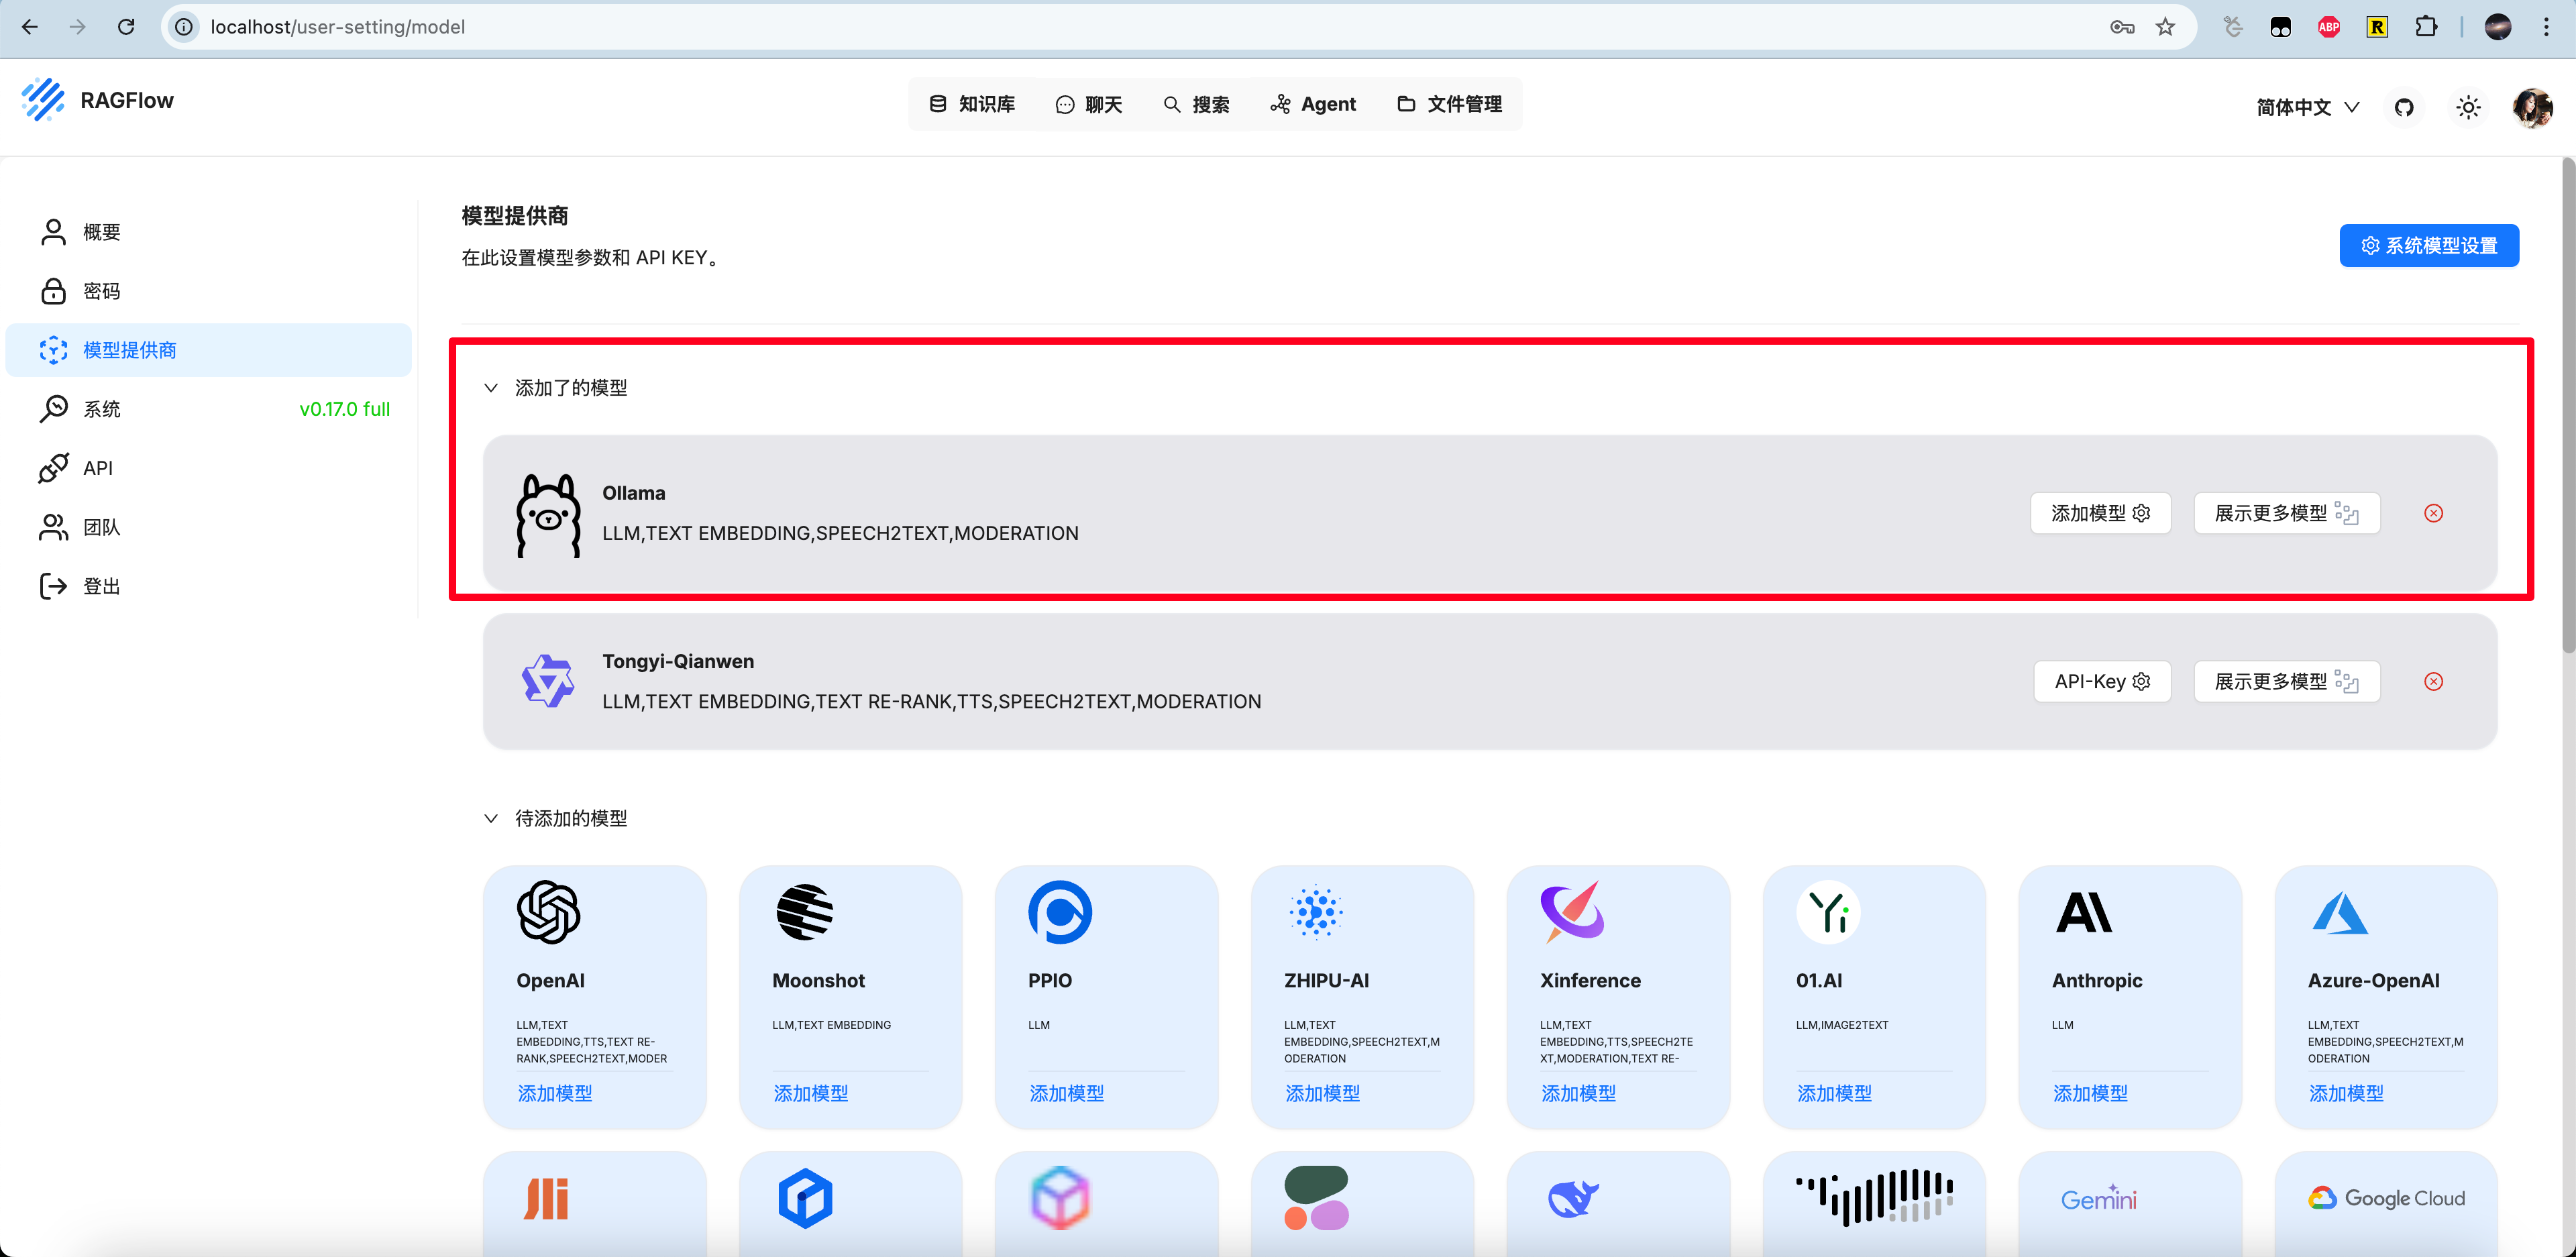 localhost/user-setting/model
ABP
R
RAGFlow
知识库
聊天
搜索
Agent
文件管理
简体中文
概要
密码
模型提供商
系统
v0.17.0 full
API
团队
登出
模型提供商
在此设置模型参数和 API KEY。
系统模型设置
添加了的模型
Ollama
LLM,TEXT EMBEDDING,SPEECH2TEXT,MODERATION
添加模型
展示更多模型
Tongyi-Qianwen
LLM,TEXT EMBEDDING,TEXT RE-RANK,TTS,SPEECH2TEXT,MODERATION
API-Key
展示更多模型
待添加的模型
OpenAI
LLM,TEXT
EMBEDDING,TTS,TEXT RE-
RANK,SPEECH2TEXT,MODER
添加模型
Moonshot
LLM,TEXT EMBEDDING
添加模型
PPIO
LLM
添加模型
ZHIPU-AI
LLM,TEXT
EMBEDDING,SPEECH2TEXT,M
ODERATION
添加模型
Xinference
LLM,TEXT
EMBEDDING,TTS,SPEECH2TE
XT,MODERATION,TEXT RE-
添加模型
Yi
01.AI
LLM,IMAGE2TEXT
添加模型
Anthropic
LLM
添加模型
Azure-OpenAI
LLM,TEXT
EMBEDDING,SPEECH2TEXT,M
ODERATION
添加模型
Gemini
Google Cloud